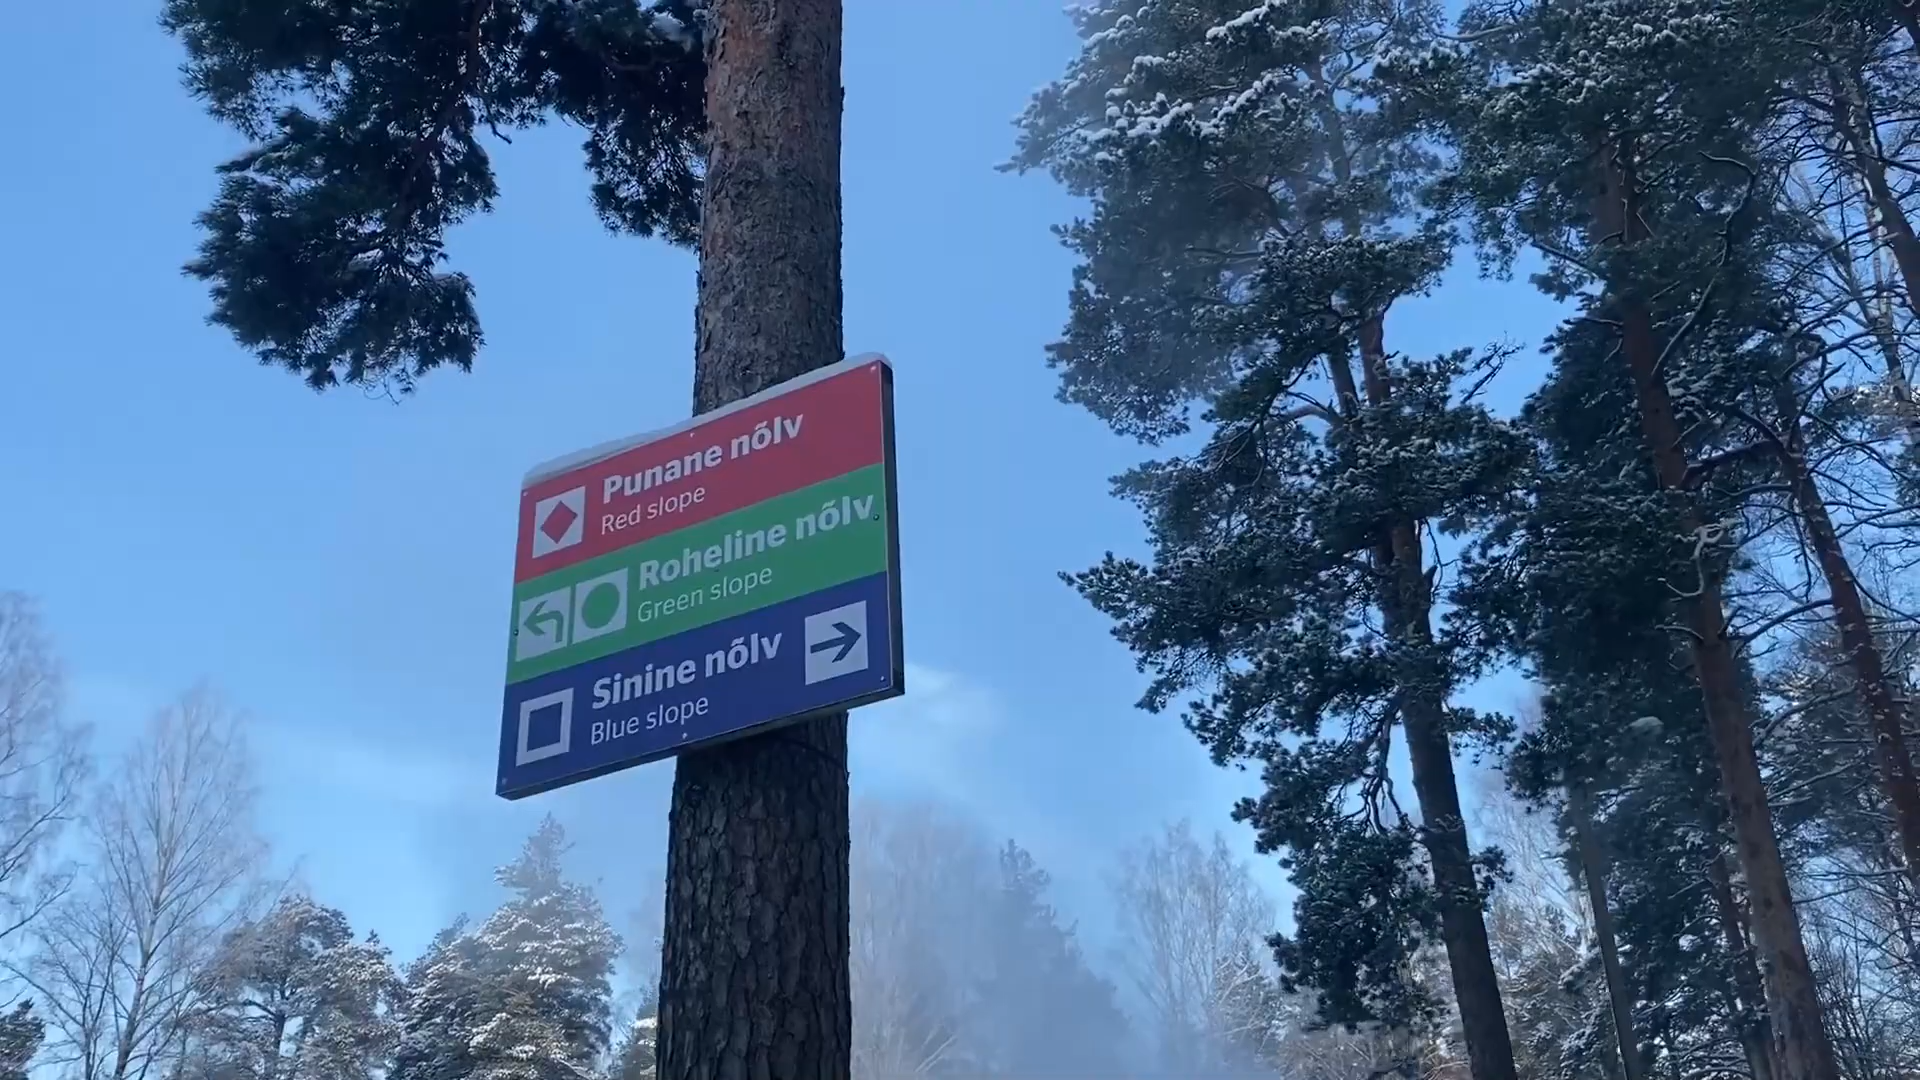 Punane nõlv
Red slope
Roheline nõlv
Green slope
Sinine nõlv
Blue slope